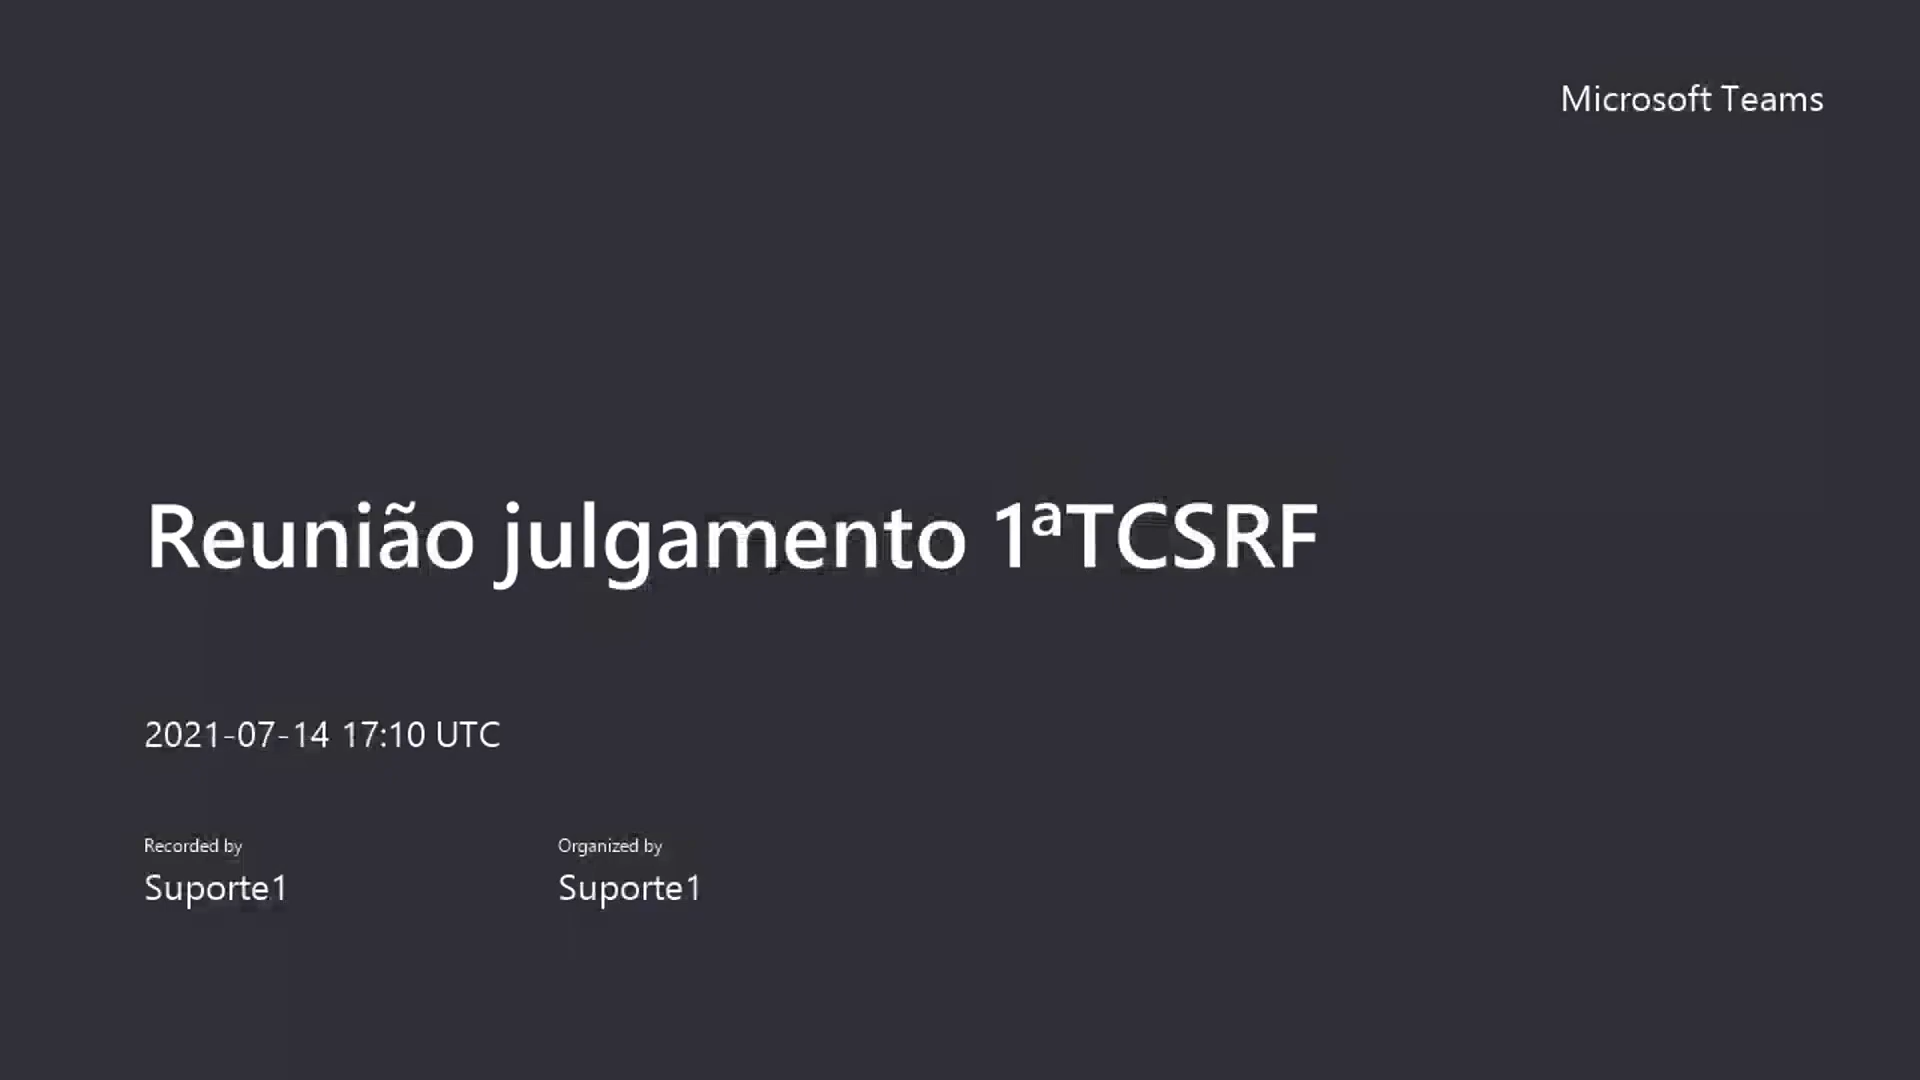 Microsoft Teams
Reunião julgamento 1ªTCSRF
2021-07-14 17:10 UTC
Recorded by
Suporte1
Organized by
Suporte1